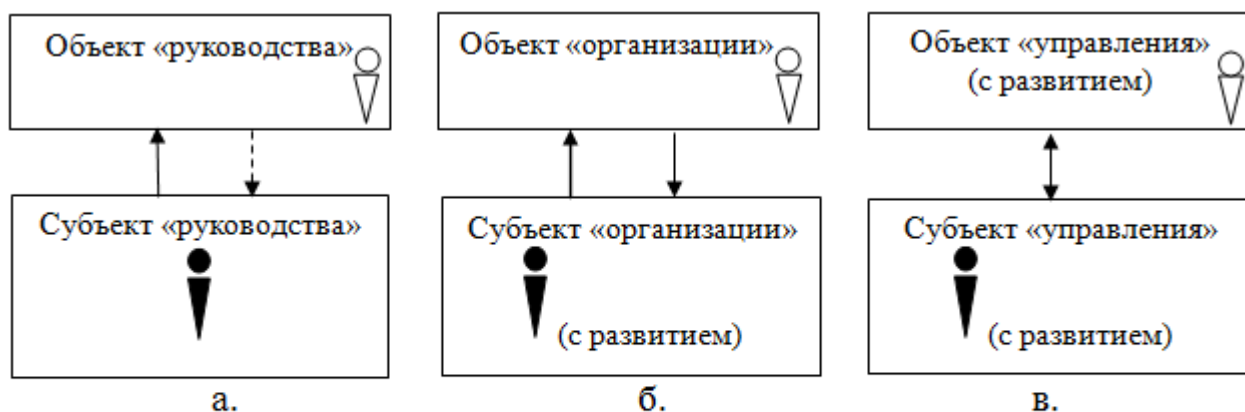 Объект «руководства»
Субъект «руководства»
а.
Объект «организации»
Субъект «организации»
(с развитием)
б.
Объект «управления»
(с развитием)
Субъект «управления»
(с развитием)
в.